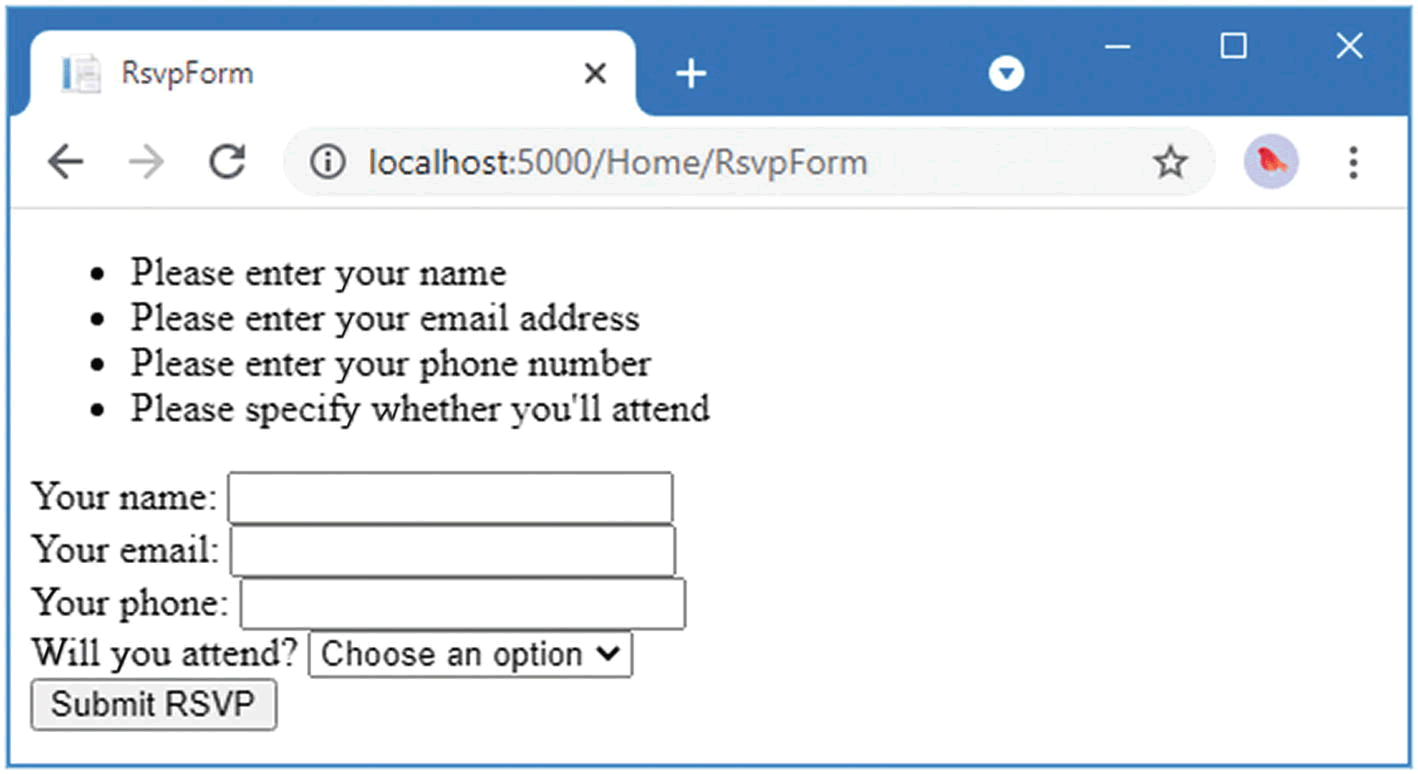 RsvpForm
localhost:5000/Home/RsvpForm
Please enter your name
Please enter your email address
Please enter your phone number
Please specify whether you'll attend
Your name:
Your email:
Your phone:
Will you attend? Choose an option
Submit RSVP